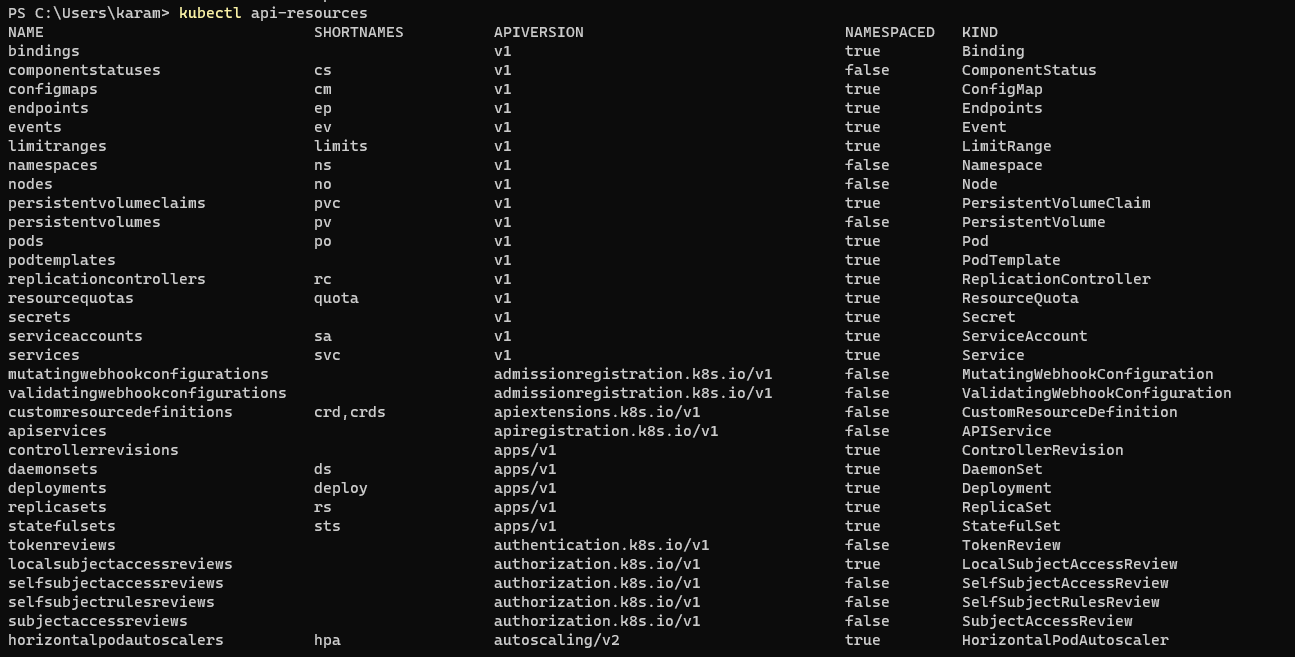 PS C:\Users\karam> kubectl api-resources
NAME SHORTNAMES APIVERSION NAMESPACED KIND
bindings v1 true Binding
componentstatuses cs v1 false ComponentStatus
configmaps cm v1 true ConfigMap
endpoints ep v1 true Endpoints
events ev v1 true Event
limitranges limits v1 true LimitRange
namespaces ns v1 false Namespace
nodes no v1 false Node
persistentvolumeclaims pvc v1 true PersistentVolumeClaim
persistentvolumes pv v1 false PersistentVolume
pods po v1 true Pod
podtemplates v1 true PodTemplate
replicationcontrollers rc v1 true ReplicationController
resourcequotas quota v1 true ResourceQuota
secrets v1 true Secret
serviceaccounts sa v1 true ServiceAccount
services svc v1 true Service
mutatingwebhookconfigurations admissionregistration.k8s.io/v1 false MutatingWebhookConfiguration
validatingwebhookconfigurations admissionregistration.k8s.io/v1 false ValidatingWebhookConfiguration
customresourcedefinitions crd,crds apiextensions.k8s.io/v1 false CustomResourceDefinition
apiservices apiregistration.k8s.io/v1 false APIService
controllerrevisions apps/v1 true ControllerRevision
daemonsets ds apps/v1 true DaemonSet
deployments deploy apps/v1 true Deployment
replicasets rs apps/v1 true ReplicaSet
statefulsets sts apps/v1 true StatefulSet
tokenreviews authentication.k8s.io/v1 false TokenReview
localsubjectaccessreviews authorization.k8s.io/v1 true LocalSubjectAccessReview
selfsubjectaccessreviews authorization.k8s.io/v1 false SelfSubjectAccessReview
selfsubjectrulesreviews authorization.k8s.io/v1 false SelfSubjectRulesReview
subjectaccessreviews authorization.k8s.io/v1 false SubjectAccessReview
horizontalpodautoscalers hpa autoscaling/v2 true HorizontalPodAutoscaler